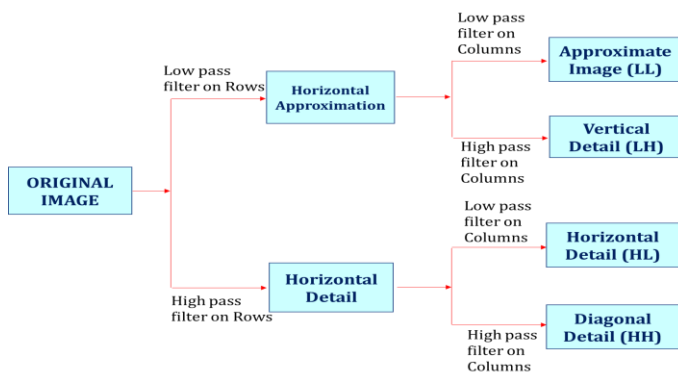 Low pass
filter on
Columns
Approximate
Image (LL)
Low pass
filter on Rows
Horizontal
Approximation
High pass
filter on
Columns
Vertical
Detail (LH)
ORIGINAL
IMAGE
Low pass
filter on
Columns
Horizontal
Detail (HL)
High pass
filter on Rows
Horizontal
Detail
High pass
filter on
Columns
Diagonal
Detail (HH)